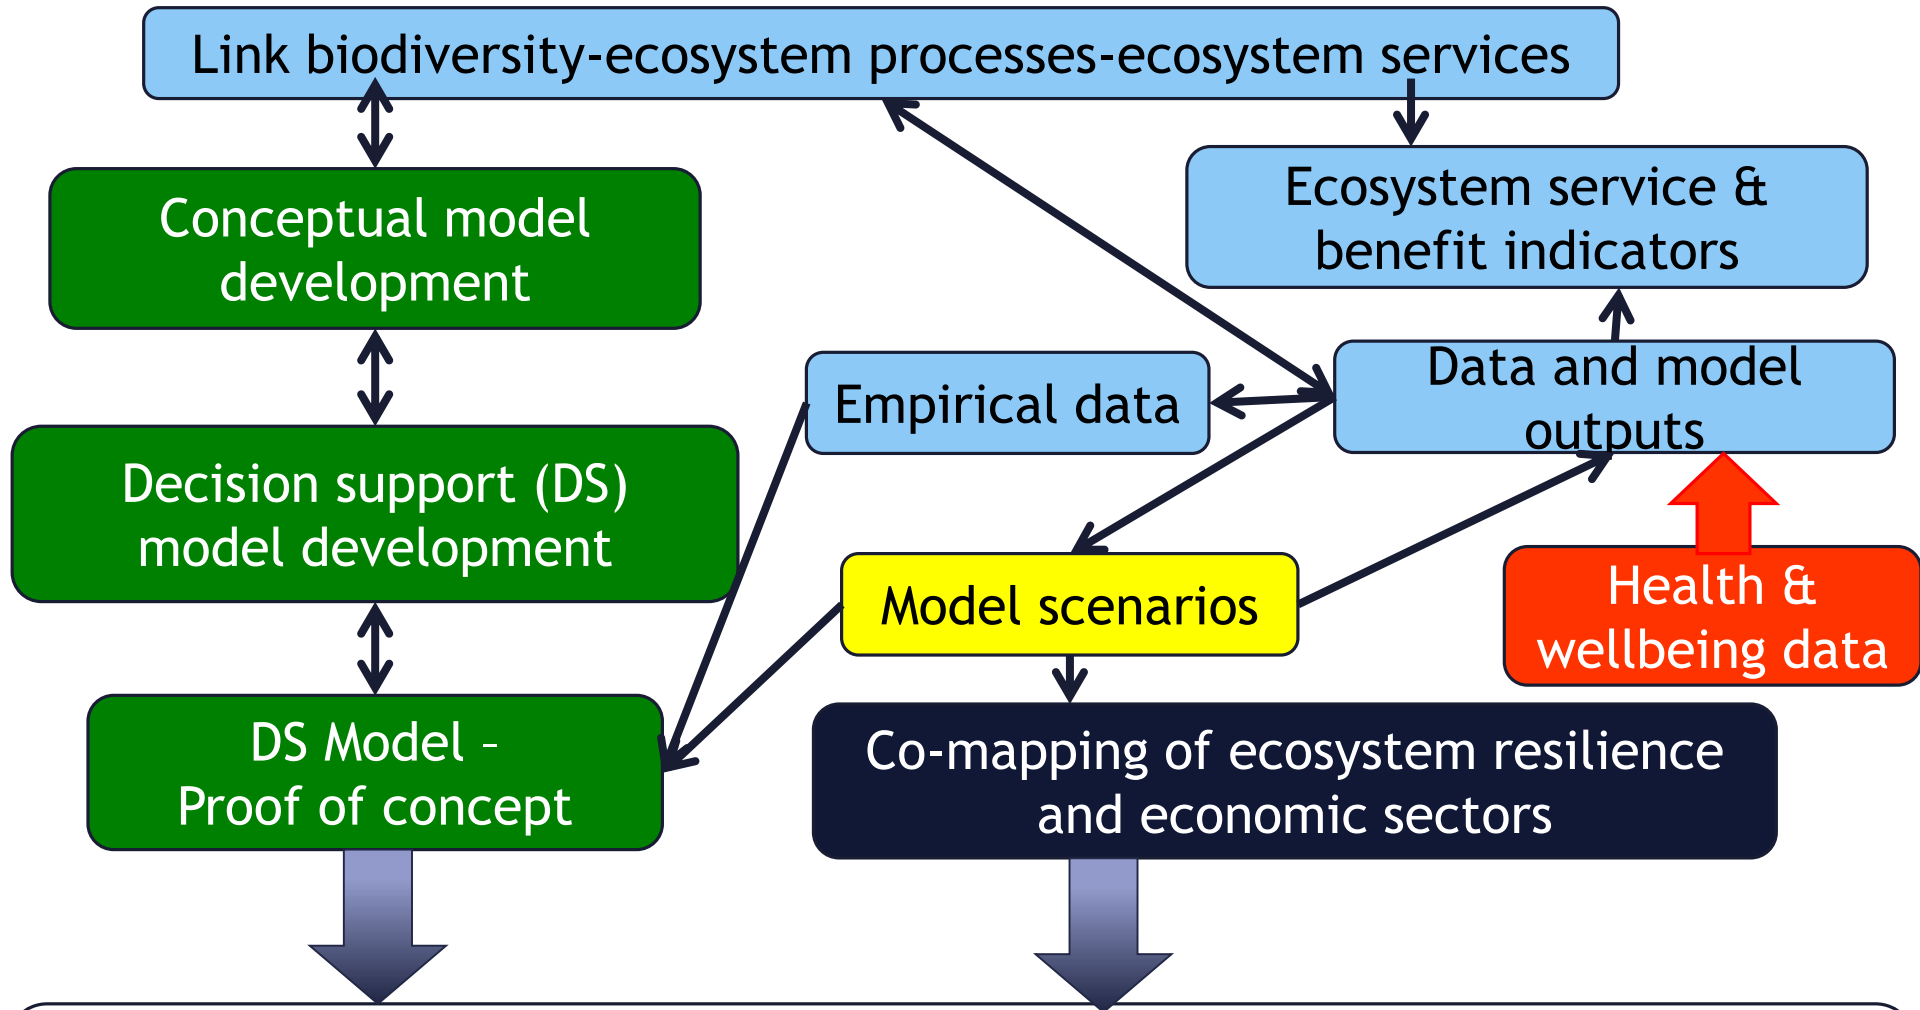 Link biodiversity-ecosystem processes-ecosystem services
Conceptual model
development
Ecosystem service &
benefit indicators
Empirical data
Data and model
outputs
Decision support (DS)
model development
Model scenarios
Health &
wellbeing data
DS Model –
Proof of concept
Co-mapping of ecosystem resilience
and economic sectors